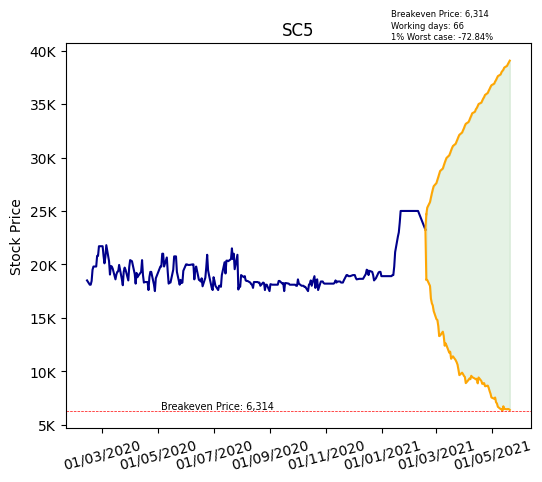 Breakeven Price: 6,314
Working days: 66
1% Worst case: -72.84%
SC5
Stock Price
40K
35K
30K
25K
20K
15K
10K
5K
Breakeven Price: 6,314
01/03/2020
01/05/2020
01/07/2020
01/09/2020
01/11/2020
01/01/2021
01/03/2021
01/05/2021